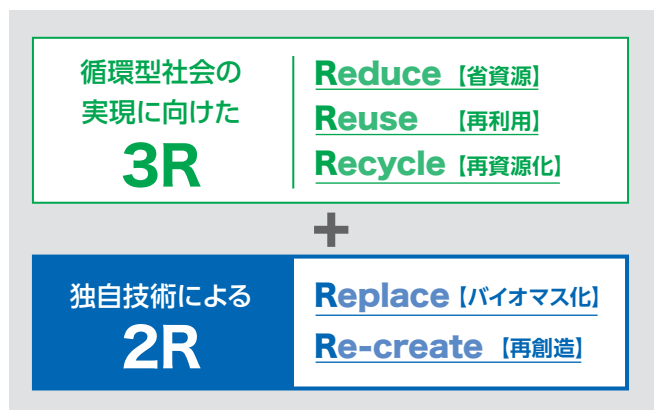 循環型社会の
実現に向けた
3R
Reduce【省資源】
Reuse【再利用】
Recycle【再資源化】
+
独自技術による
2R
Replace【バイオマス化】
Re-create【再創造】